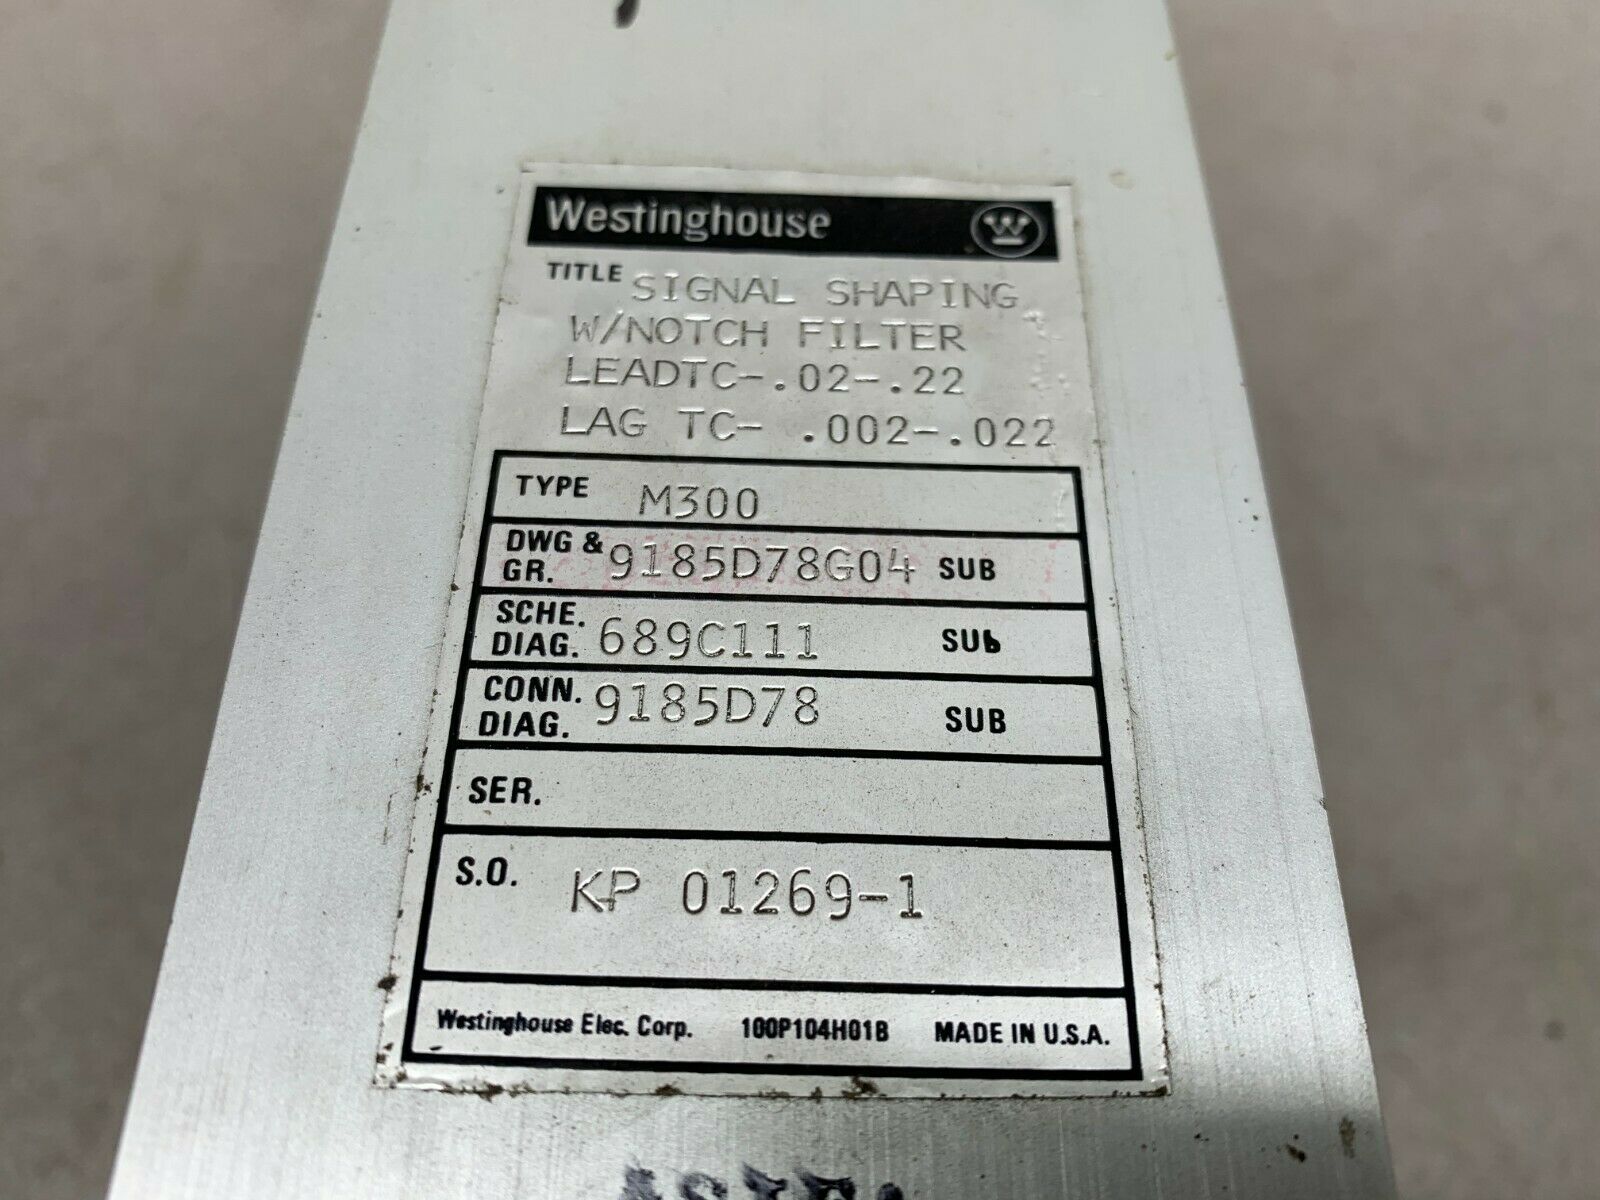 Westinghouse W
TITLE SIGNAL SHAPING
W/NOTCH FILTER
LEADTC-.02-.22
LAG TC- .002-.022
TYPE M300
DWG & GR. 9185D78G04 SUB
SCHE. DIAG. 689C111 SUB
CONN. DIAG. 9185D78 SUB
SER.
S.O. KP 01269-1
Westinghouse Elec. Corp. 100P104H01B MADE IN U.S.A.